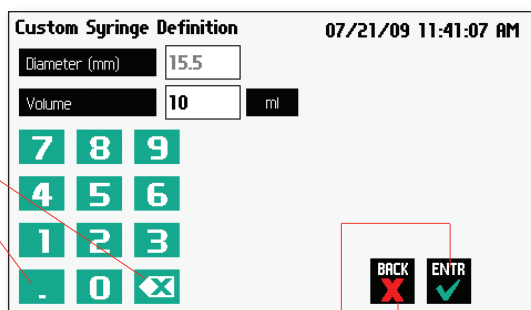 Custom Syringe Definition 07/21/09 11:41:07 AM
Diameter (mm) 15.5
Volume 10 ml
7 8 9
4 5 6
1 2 3
. 0 X
BACK ENTR
X